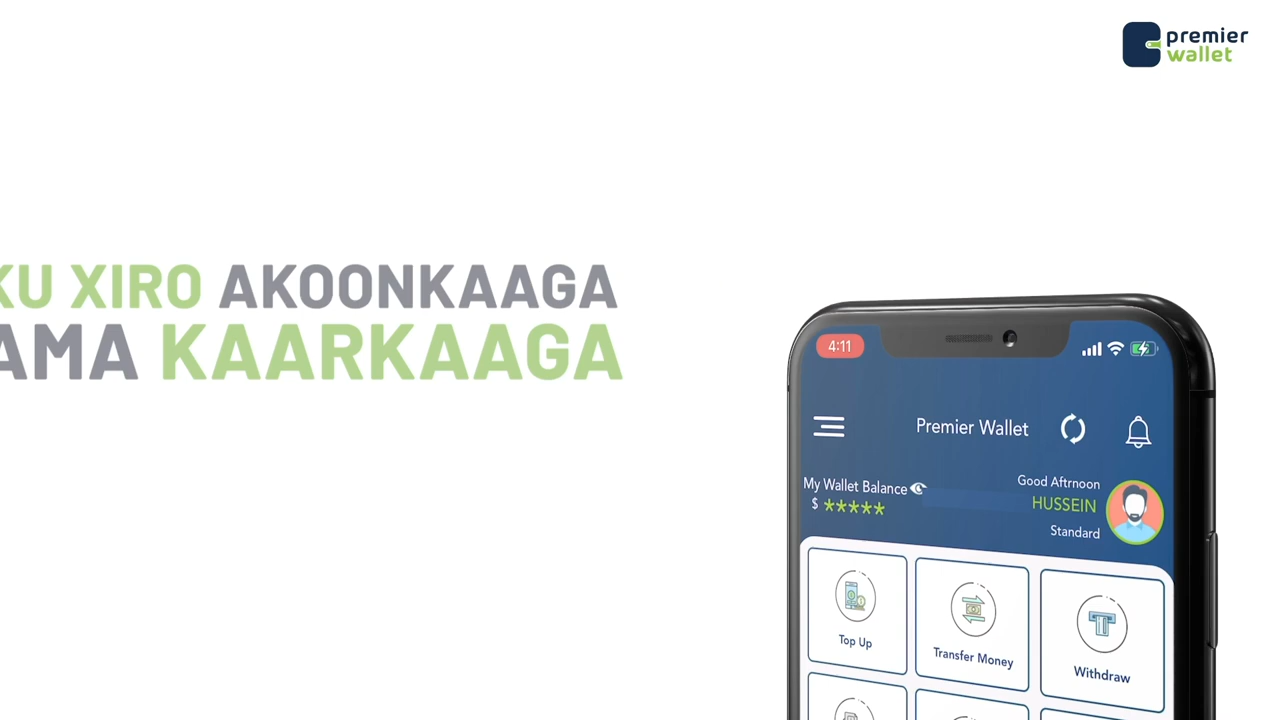 premier
wallet
KU XIRO AKOONKAAGA
AMA KAARKAAGA
4:11
Premier Wallet
My Wallet Balance
$ *****
Good Aftrnoon
HUSSEIN
Standard
Top Up
Transfer Money
Withdraw